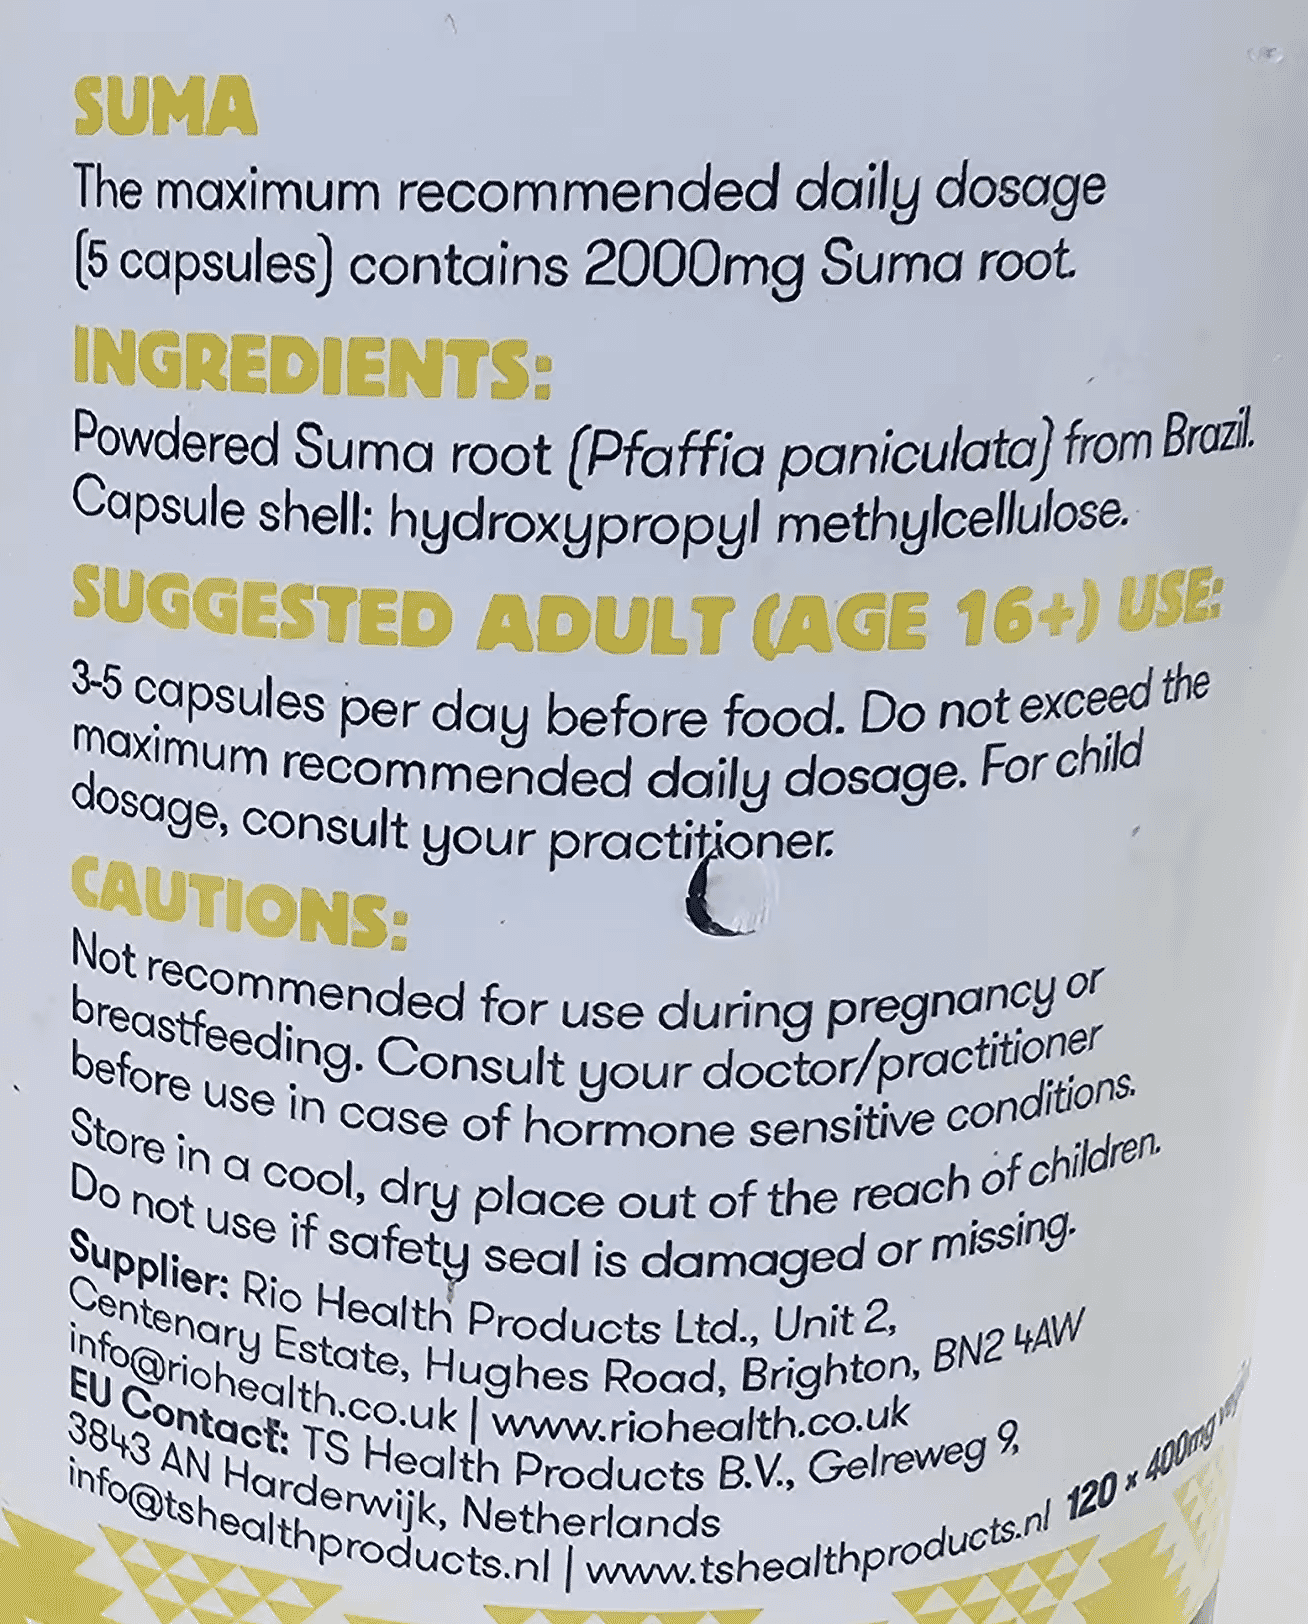 SUMA
The maximum recommended daily dosage
(5 capsules) contains 2000mg Suma root.
INGREDIENTS:
Powdered Suma root (Pfaffia paniculata) from Brazil.
Capsule shell: hydroxypropyl methylcellulose.
SUGGESTED ADULT (AGE 16+) USE:
3-5 capsules per day before food. Do not exceed the
maximum recommended daily dosage. For child
dosage, consult your practitioner.
CAUTIONS:
Not recommended for use during pregnancy or
breastfeeding. Consult your doctor/practitioner
before use in case of hormone sensitive conditions.
Store in a cool, dry place out of the reach of children.
Do not use if safety seal is damaged or missing.
Supplier: Rio Health Products Ltd., Unit 2,
Centenary Estate, Hughes Road, Brighton, BN2 4AW
info@riohealth.co.uk | www.riohealth.co.uk
EU Contact: TS Health Products B.V., Gelreweg 9,
3843 AN Harderwijk, Netherlands
info@tshealthproducts.nl | www.tshealthproducts.nl
120 x 400mg